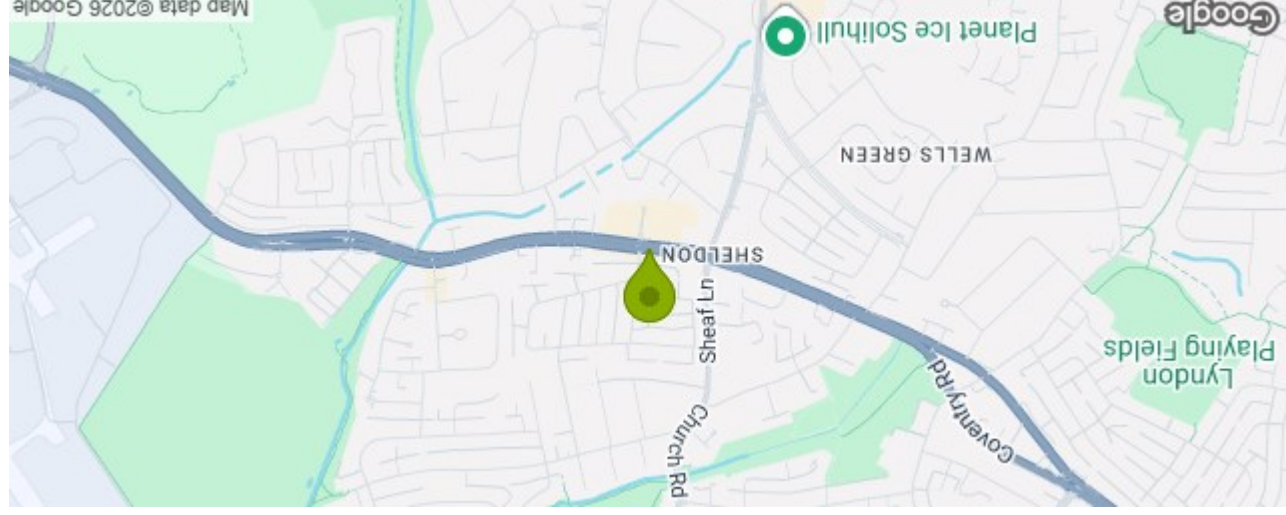 Church Rd
Coventry Rd
Lyndon
Playing Fields
Sheaf Ln
SHELDON
WELLS GREEN
Planet Ice Solihull
Google
Map data ©2026 Google